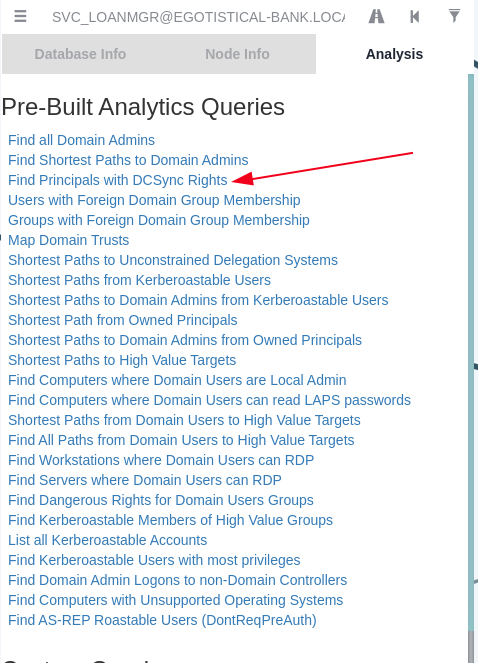 SVC_LOANMGR@EGOTISTICAL-BANK.LOCA
Database Info Node Info Analysis
Pre-Built Analytics Queries
Find all Domain Admins
Find Shortest Paths to Domain Admins
Find Principals with DCSync Rights
Users with Foreign Domain Group Membership
Groups with Foreign Domain Group Membership
Map Domain Trusts
Shortest Paths to Unconstrained Delegation Systems
Shortest Paths from Kerberoastable Users
Shortest Paths to Domain Admins from Kerberoastable Users
Shortest Path from Owned Principals
Shortest Paths to Domain Admins from Owned Principals
Shortest Paths to High Value Targets
Find Computers where Domain Users are Local Admin
Find Computers where Domain Users can read LAPS passwords
Shortest Paths from Domain Users to High Value Targets
Find All Paths from Domain Users to High Value Targets
Find Workstations where Domain Users can RDP
Find Servers where Domain Users can RDP
Find Dangerous Rights for Domain Users Groups
Find Kerberoastable Members of High Value Groups
List all Kerberoastable Accounts
Find Kerberoastable Users with most privileges
Find Domain Admin Logons to non-Domain Controllers
Find Computers with Unsupported Operating Systems
Find AS-REP Roastable Users (DontReqPreAuth)